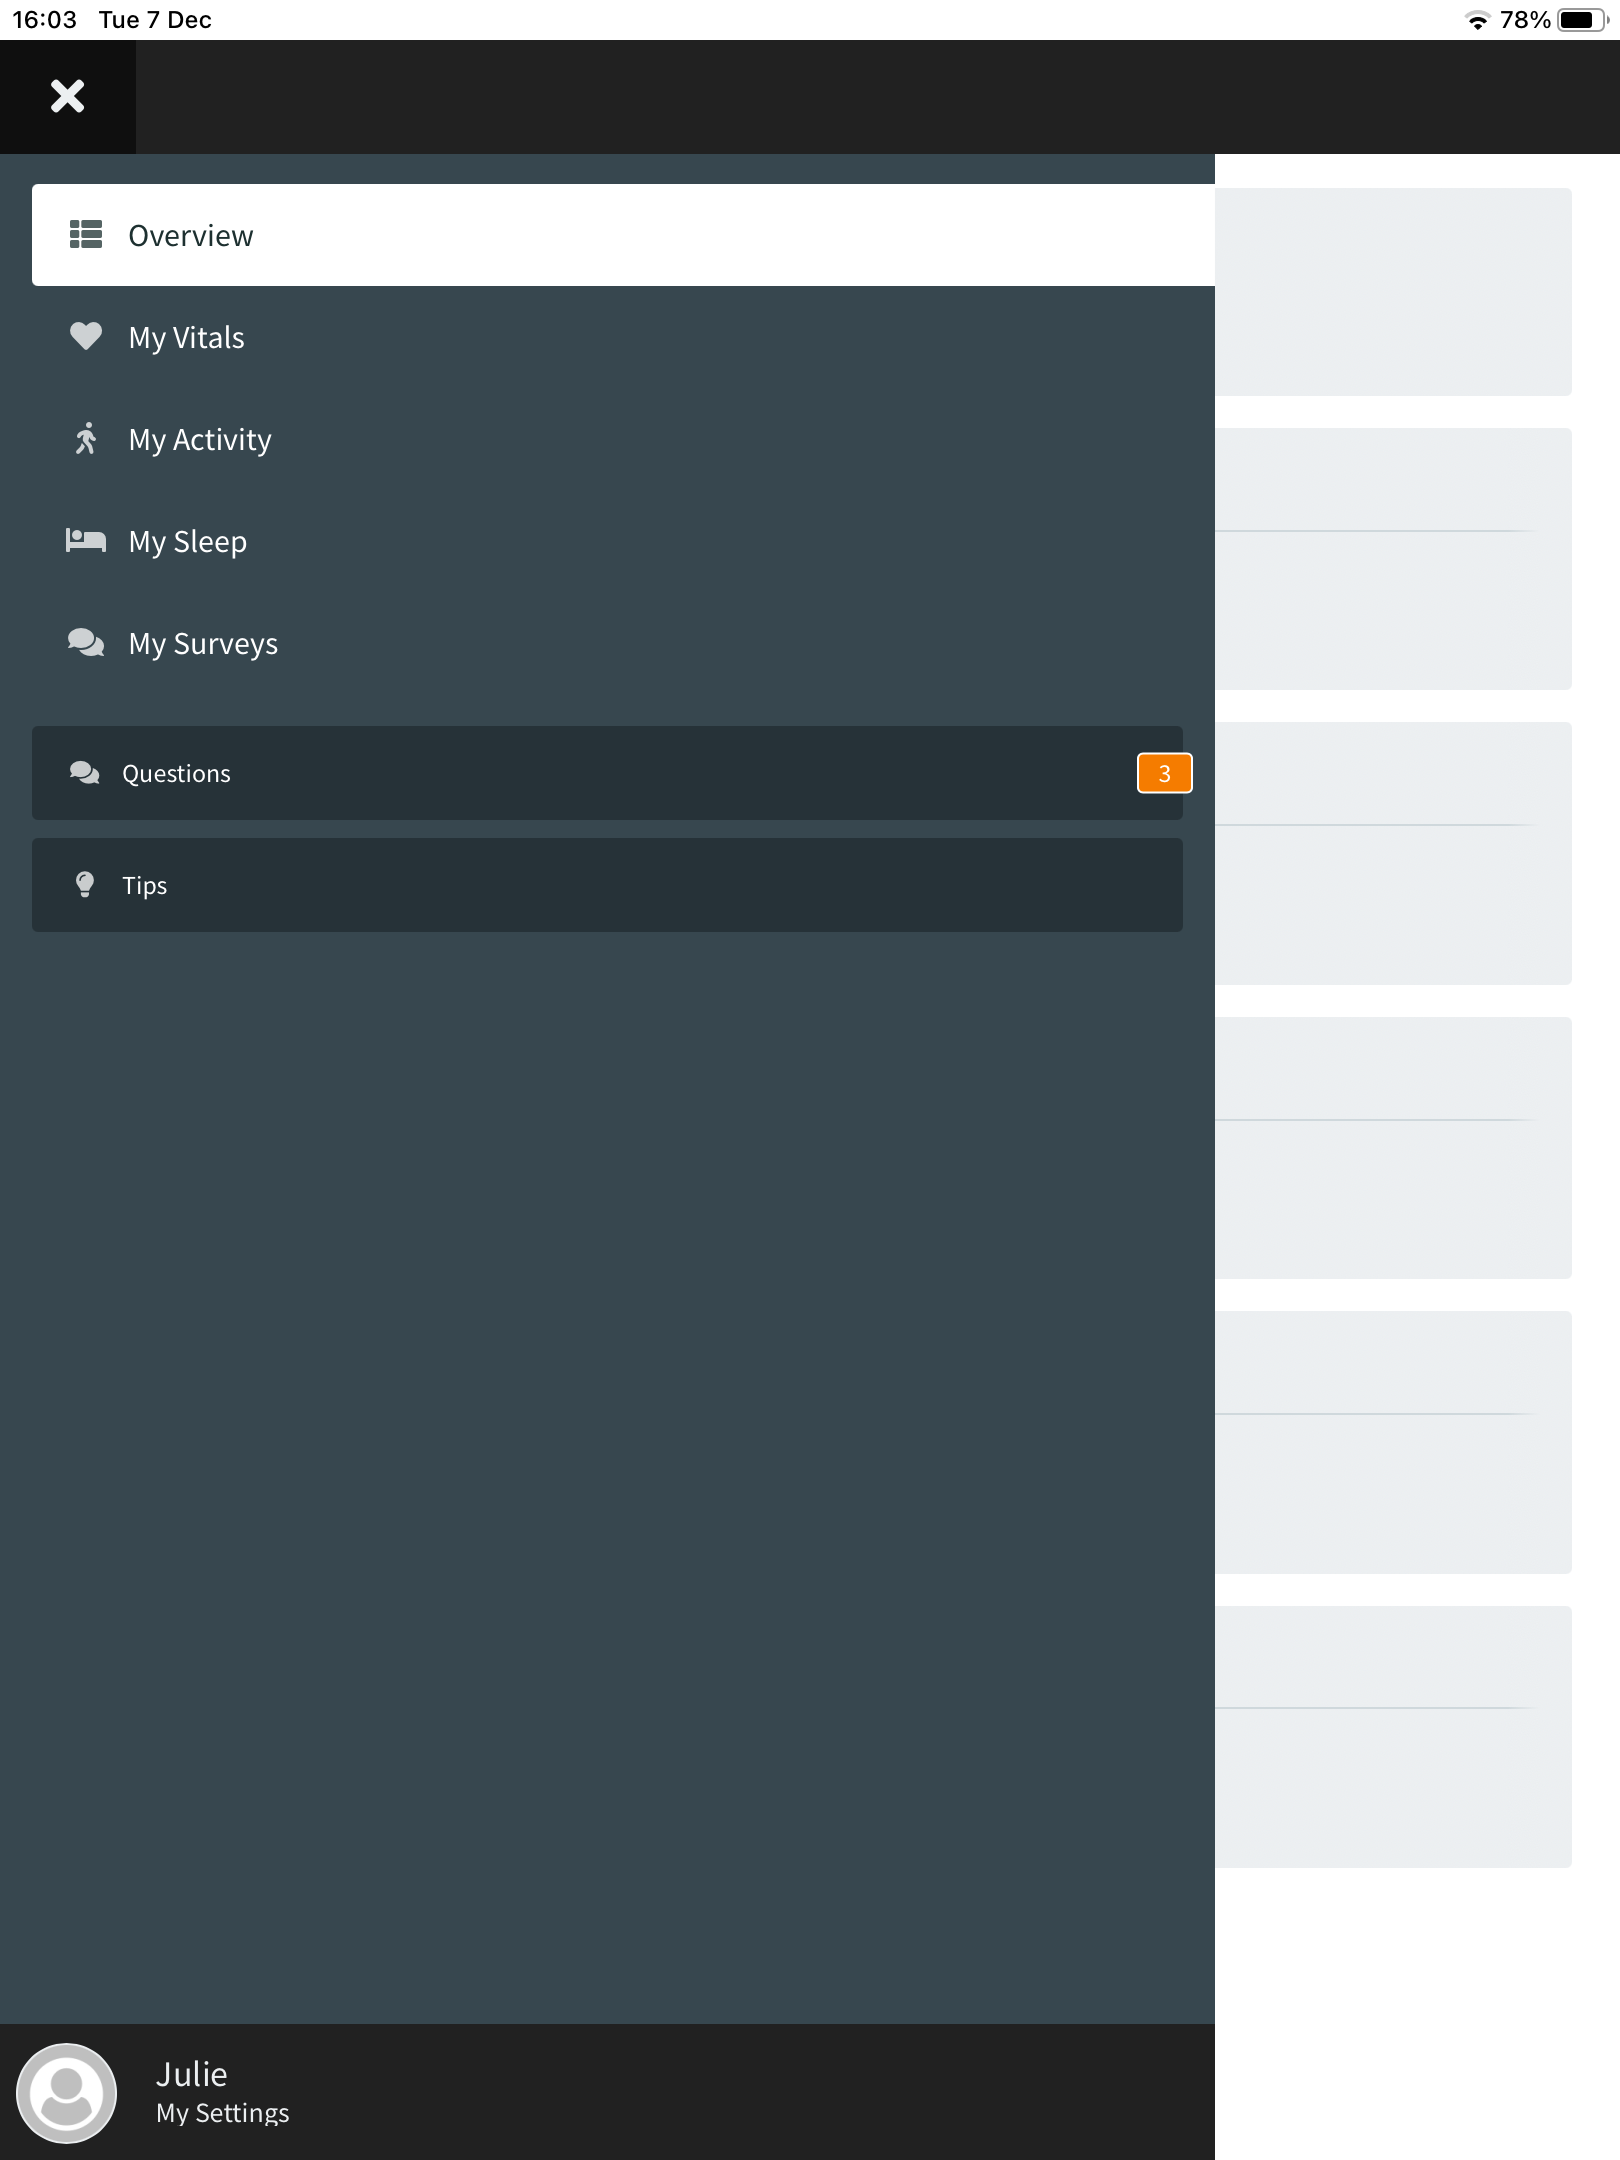 16:03 Tue 7 Dec 78%
Overview
My Vitals
My Activity
My Sleep
My Surveys
Questions 3
Tips
Julie
My Settings